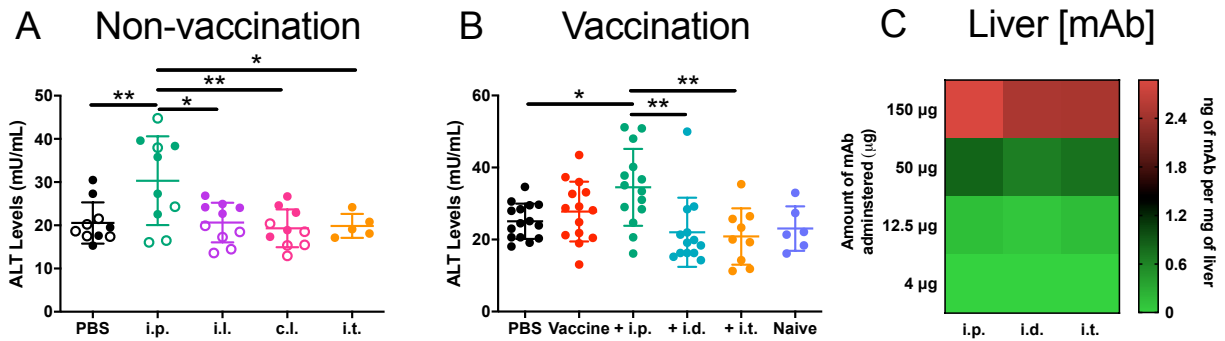 A Non-vaccination
** * ** *
ALT Levels (mU/mL)
50
40
30
20
10
0
PBS i.p. i.l. c.l. i.t.
B Vaccination
* ** **
ALT Levels (mU/mL)
60
40
20
0
PBS Vaccine + i.p. + i.d. + i.t. Naive
C Liver [mAb]
Amount of mAb
adminstered (µg)
150 µg
50 µg
12.5 µg
4 µg
i.p. i.d. i.t.
2.4
1.8
1.2
0.6
0
ng of mAb per mg of liver